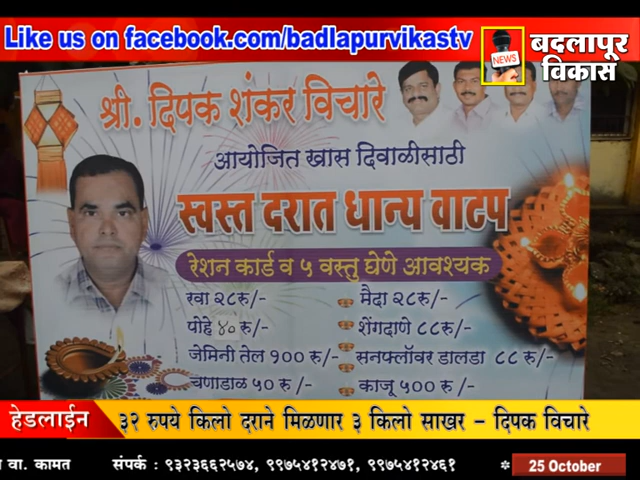 Like us on facebook.com/badlapurvikastv
NEWS
बदलापूर
विकास
श्री. दिपक शंकर विचारे
आयोजित खास दिवाळीसाठी
स्वस्त दरात धान्य वाटप
रेशन कार्ड व ५ वस्तू घेणे आवश्यक
रवा २८रु/-
मैदा २८रु/-
पोहे ४० रु/-
शेंगदाणे ८८रु/-
जेमिनी तेल १०० रु/-
सनफ्लॉवर डालडा ८८ रु/-
चणाडाळ ५० रु/-
काजू ५०० रु/-
हेडलाईन
३२ रुपये किलो दराने मिळणार ३ किलो साखर – दिपक विचारे
वा. कामत संपर्क : ९३२३६६२५७४, ९९७५४१२४७१, ९९७५४१२४६१ * 25 October